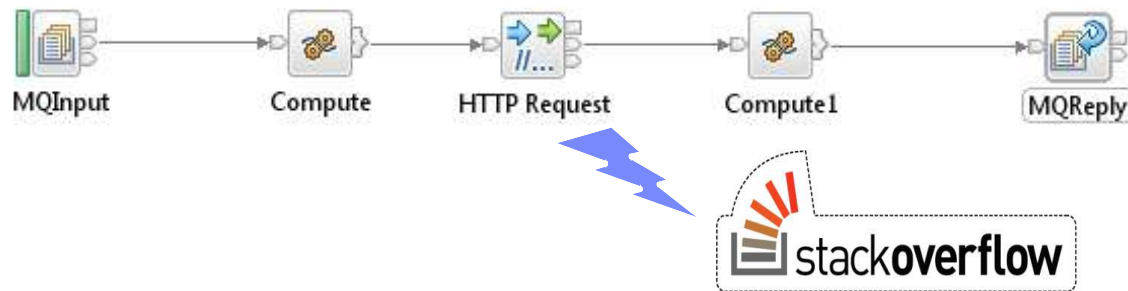 //...
MQInput
Compute
HTTP Request
Compute1
MQReply
stackoverflow